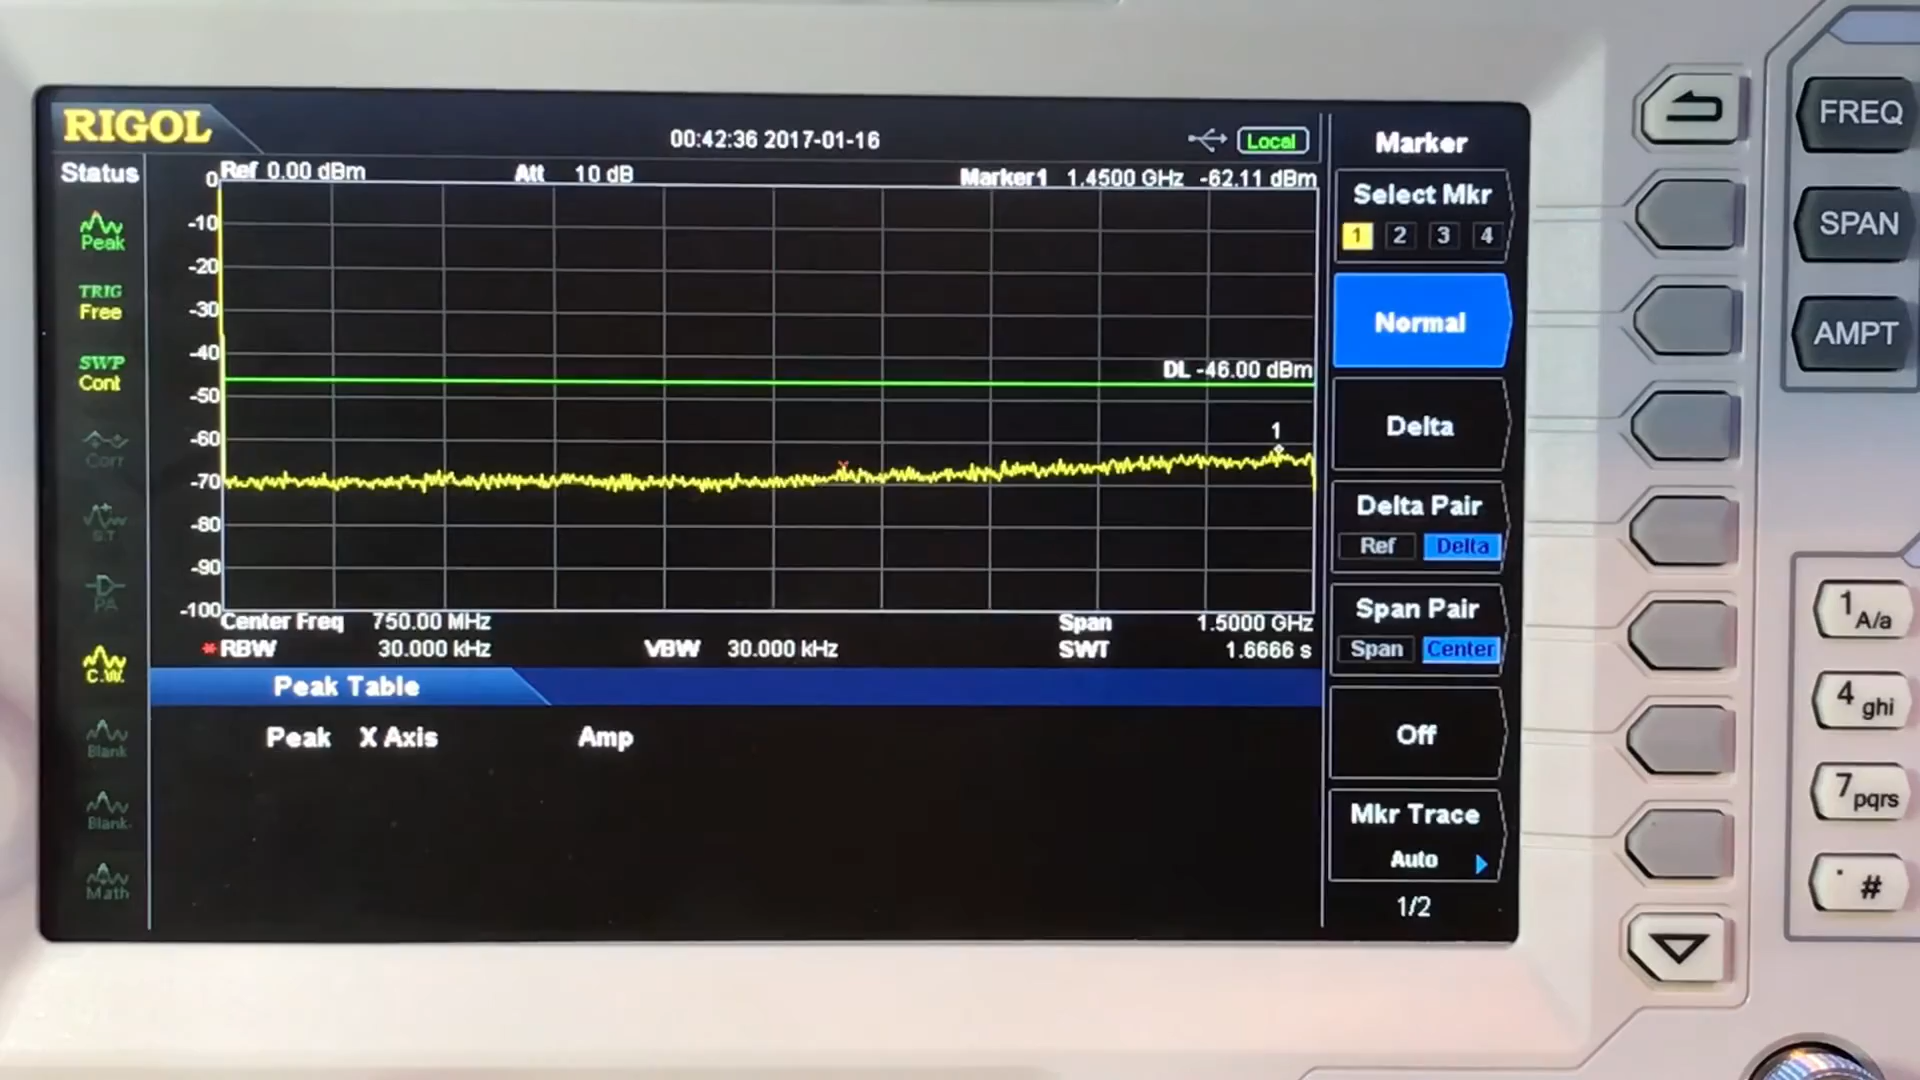 RIGOL
00:42:36 2017-01-16
Local
Status
Ref 0.00 dBm
Att 10 dB
Marker1 1.4500 GHz -62.11 dBm
0
-10
-20
-30
-40
-50
-60
-70
-80
-90
-100
DL -46.00 dBm
1
Peak
TRIG
Free
SWP
Cont
Corr
S.T
PA
C.W.
Blank
Blank
Math
Center Freq 750.00 MHz
Span 1.5000 GHz
*RBW 30.000 kHz
VBW 30.000 kHz
SWT 1.6666 s
Peak Table
Peak X Axis Amp
Marker
Select Mkr
1 2 3 4
Normal
Delta
Delta Pair
Ref Delta
Span Pair
Span Center
Off
Mkr Trace
Auto
1/2
FREQ
SPAN
AMPT
1 A/a
4 ghi
7 pqrs
. #